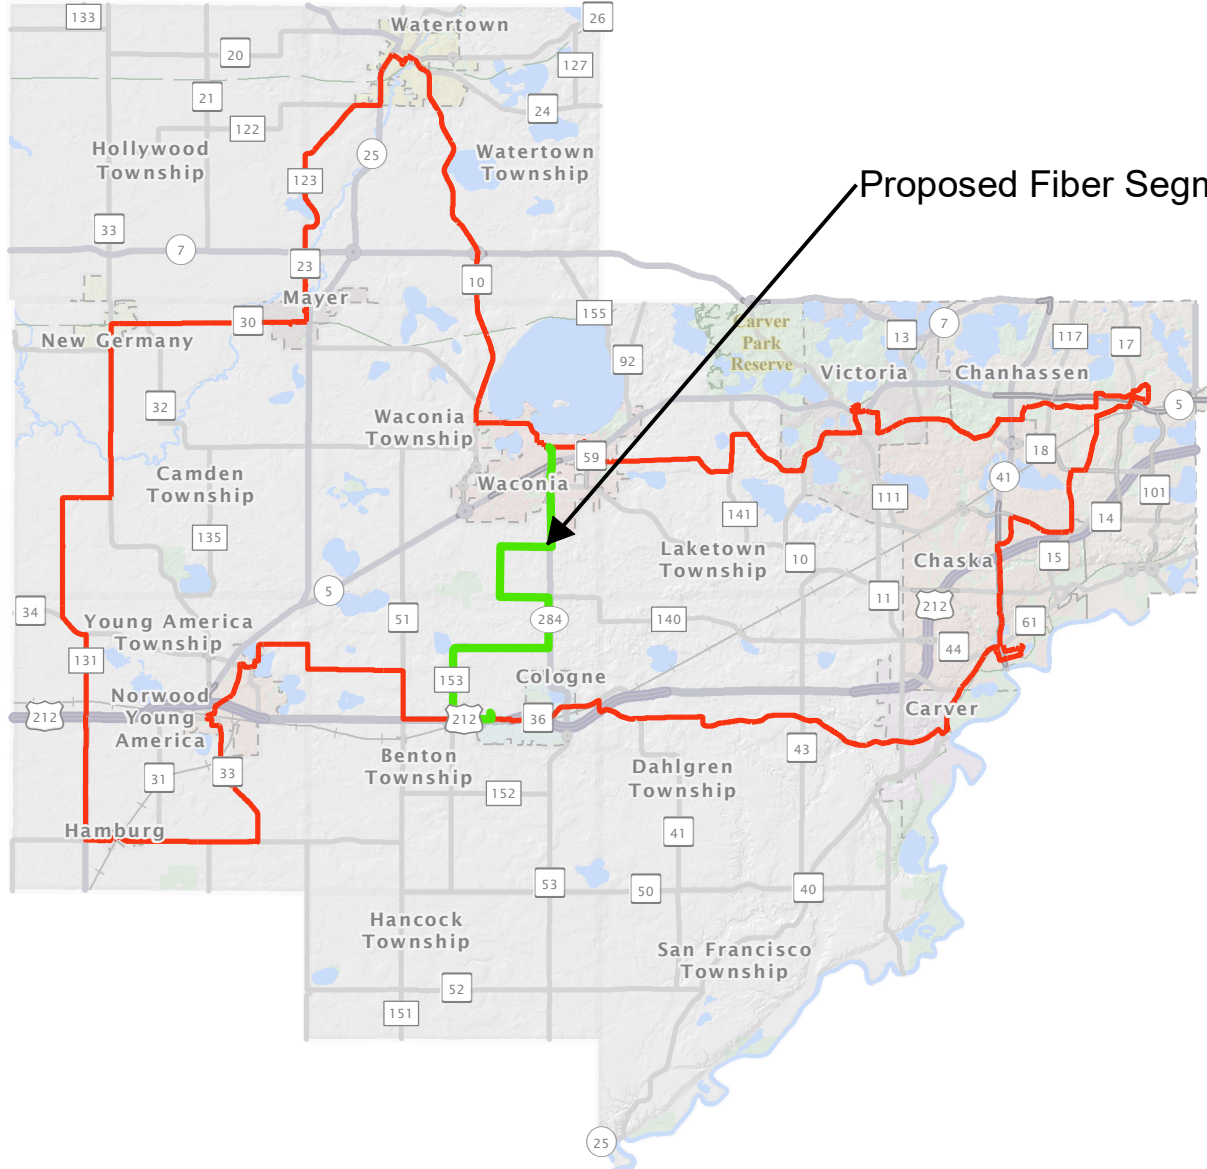 133
Watertown
26
20
127
21
24
122
Hollywood
Township
25
Watertown
Township
123
Proposed Fiber Segm
33
7
23
10
Mayer
155
30
New Germany
Carver
Park
Reserve
13
7
117
17
92
Victoria
Chanhassen
32
5
Waconia
Township
59
18
Camden
Township
Waconia
41
111
101
141
14
135
Laketown
Township
10
Chaska
15
5
34
51
11
212
Young America
Township
284
140
61
44
131
153
Cologne
Norwood
Young
America
212
212
36
Carver
43
Benton
Township
31
33
Dahlgren
Township
152
Hamburg
41
53
50
40
Hancock
Township
San Francisco
Township
52
151
25